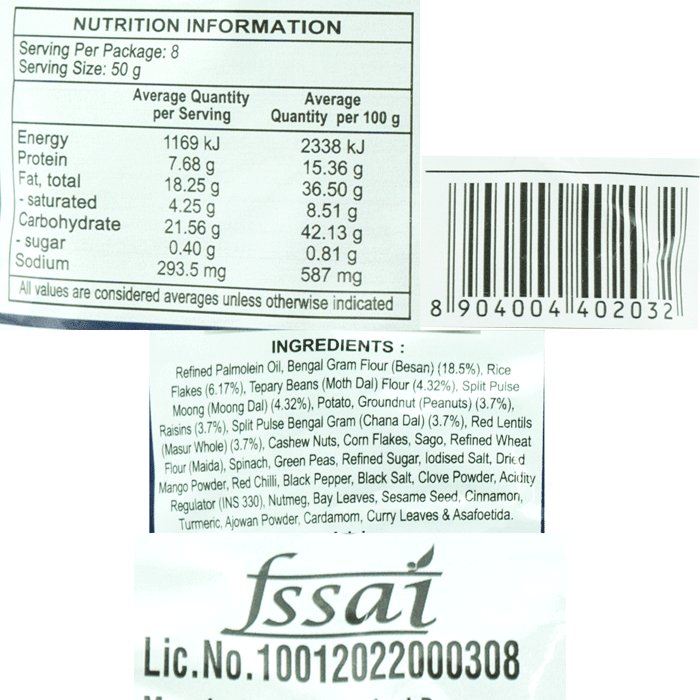 NUTRITION INFORMATION
Serving Per Package: 8
Serving Size: 50 g
Average Quantity per Serving Average Quantity per 100 g
Energy 1169 kJ 2338 kJ
Protein 7.68 g 15.36 g
Fat, total 18.25 g 36.50 g
- saturated 4.25 g 8.51 g
Carbohydrate 21.56 g 42.13 g
- sugar 0.40 g 0.81 g
Sodium 293.5 mg 587 mg
All values are considered averages unless otherwise indicated
8 904004 402032
INGREDIENTS :
Refined Palmolein Oil, Bengal Gram Flour (Besan) (18.5%), Rice
Flakes (6.17%), Tepary Beans (Moth Dal) Flour (4.32%), Split Pulse
Moong (Moong Dal) (4.32%), Potato, Groundnut (Peanuts) (3.7%),
Raisins (3.7%), Split Pulse Bengal Gram (Chana Dal) (3.7%), Red Lentils
(Masur Whole) (3.7%), Cashew Nuts, Corn Flakes, Sago, Refined Wheat
Flour (Maida), Spinach, Green Peas, Refined Sugar, Iodised Salt, Dried
Mango Powder, Red Chilli, Black Pepper, Black Salt, Clove Powder, Acidity
Regulator (INS 330), Nutmeg, Bay Leaves, Sesame Seed, Cinnamon,
Turmeric, Ajowan Powder, Cardamom, Curry Leaves & Asafoetida.
fssai
Lic.No.10012022000308